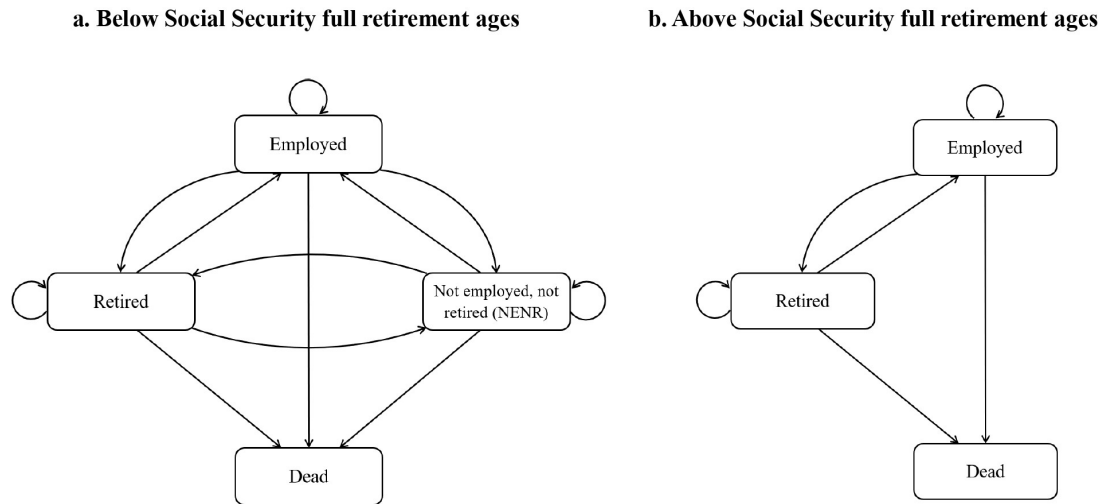 a. Below Social Security full retirement ages
Employed
Retired
Not employed, not
retired (NENR)
Dead
b. Above Social Security full retirement ages
Employed
Retired
Dead